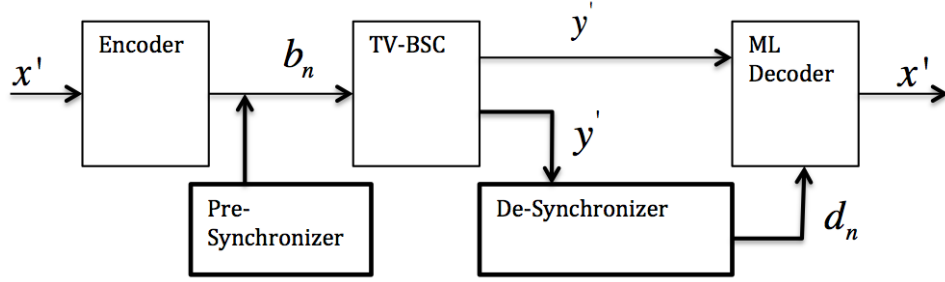 Encoder
TV-BSC
ML
Decoder
x'
b_n
y'
x'
y'
Pre-
Synchronizer
De-Synchronizer
d_n